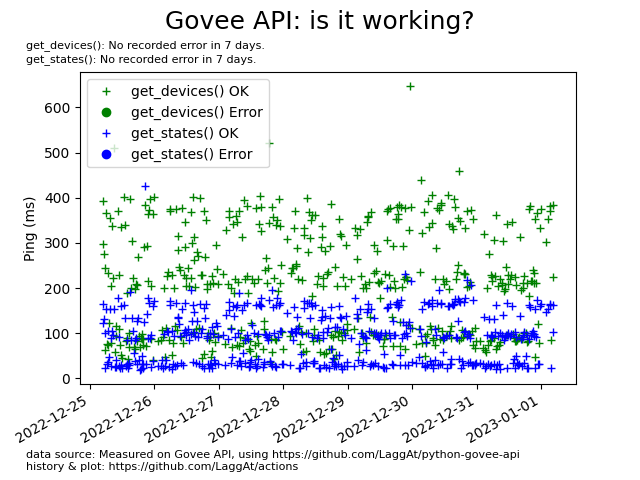 Govee API: is it working?
get_devices(): No recorded error in 7 days.
get_states(): No recorded error in 7 days.
get_devices() OK
get_devices() Error
get_states() OK
get_states() Error
Ping (ms)
600
500
400
300
200
100
0
2022-12-25
2022-12-26
2022-12-27
2022-12-28
2022-12-29
2022-12-30
2022-12-31
2023-01-01
data source: Measured on Govee API, using https://github.com/LaggAt/python-govee-api
history & plot: https://github.com/LaggAt/actions